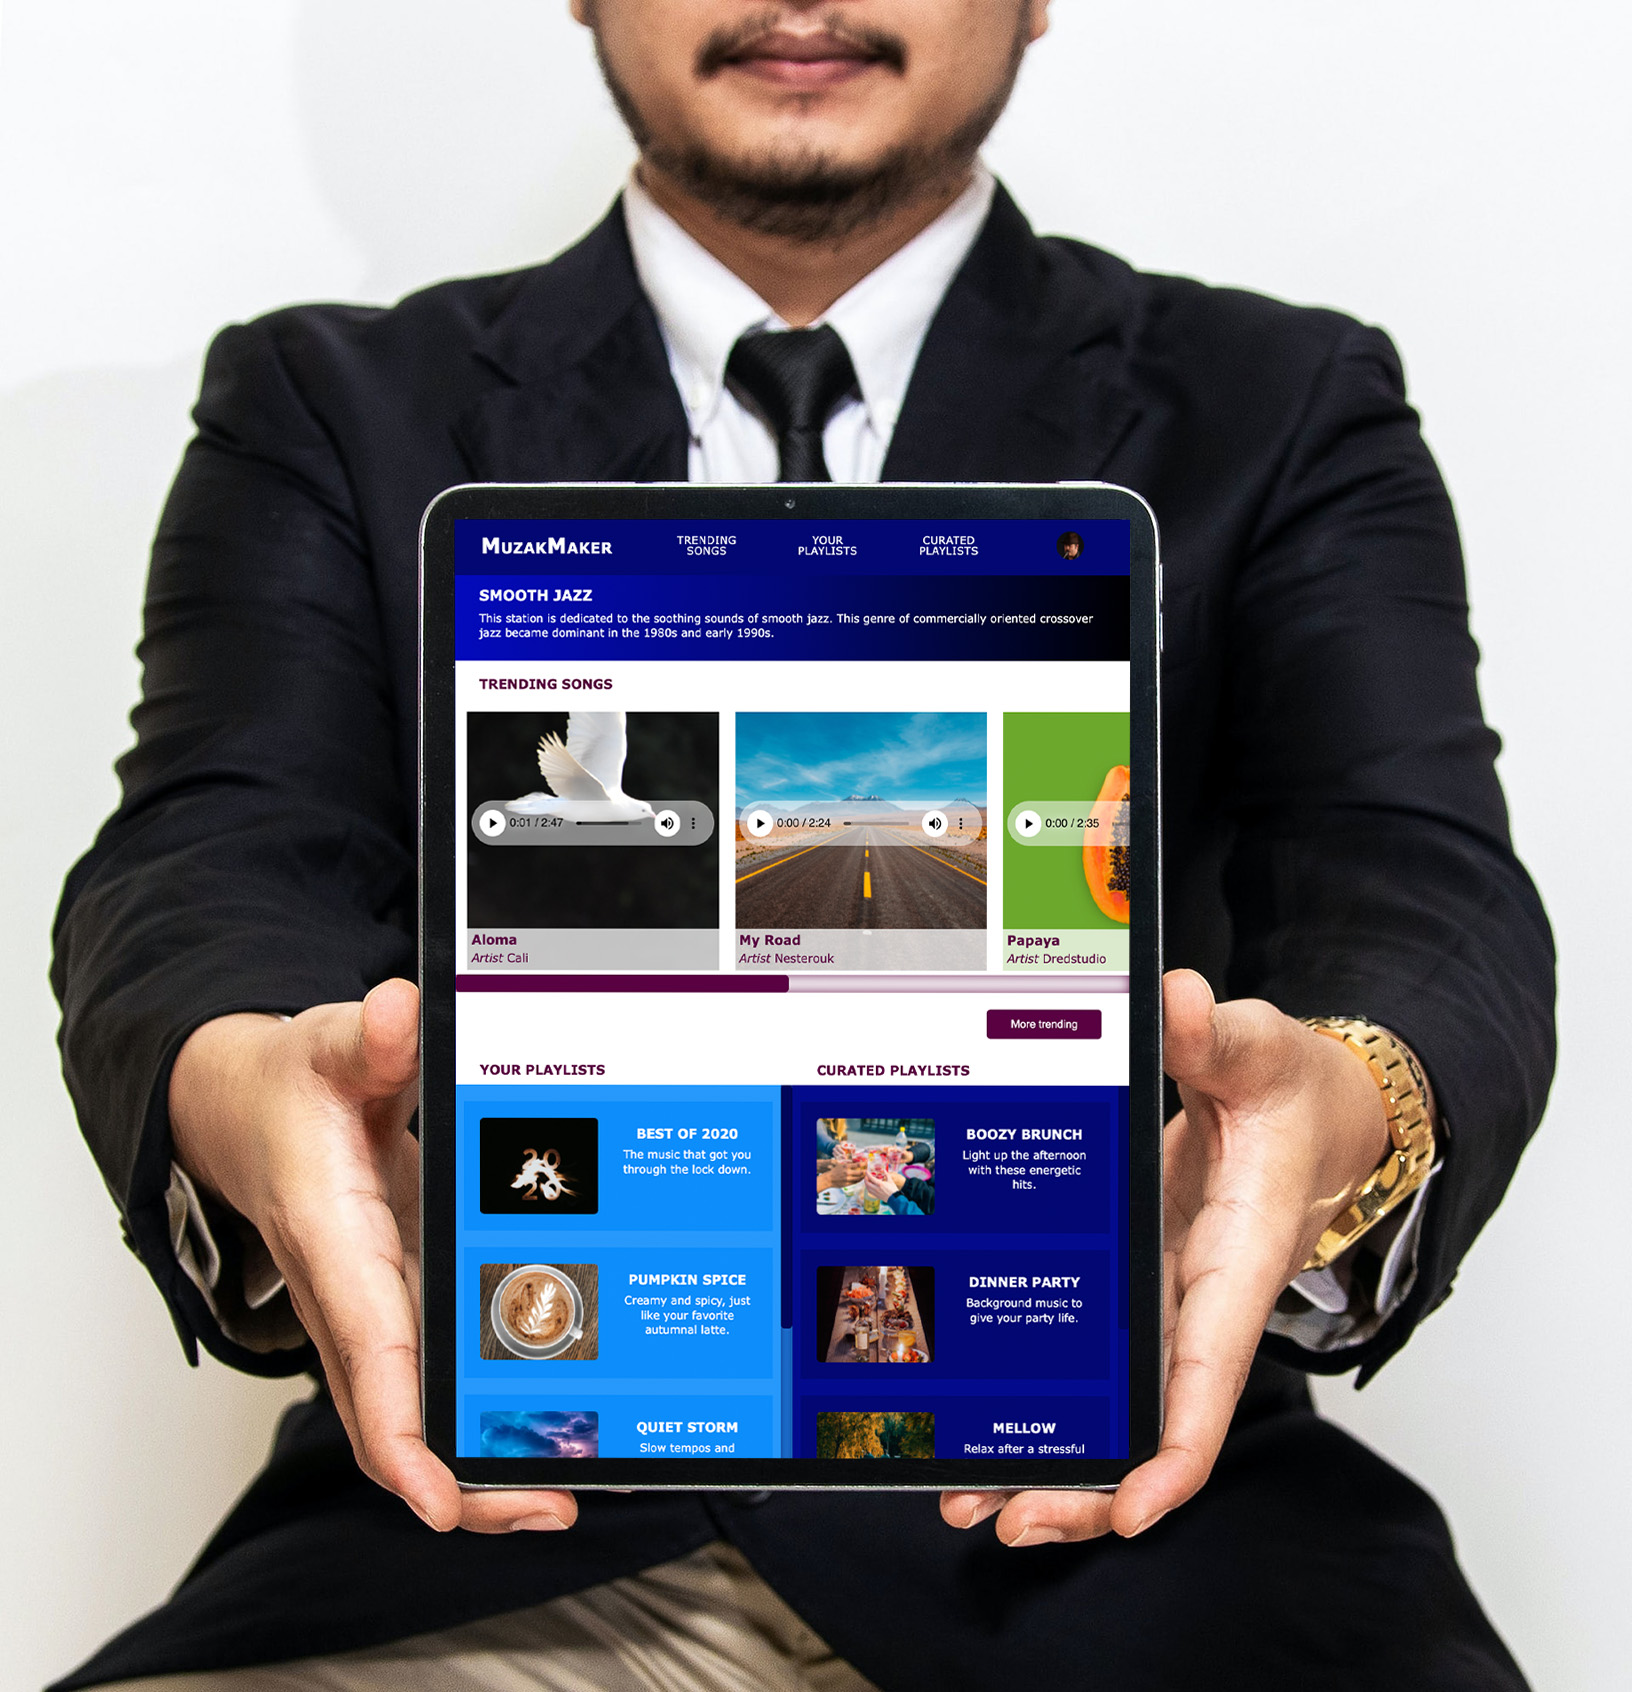 MuzakMaker
TRENDING
SONGS
YOUR
PLAYLISTS
CURATED
PLAYLISTS
SMOOTH JAZZ
This station is dedicated to the soothing sounds of smooth jazz. This genre of commercially oriented crossover
jazz became dominant in the 1980s and early 1990s.
TRENDING SONGS
0:01 / 2:47
0:00 / 2:24
0:00 / 2:35
Aloma
Artist Cali
My Road
Artist Nesterouk
Papaya
Artist Dredstudio
More trending
YOUR PLAYLISTS
20
20
BEST OF 2020
The music that got you
through the lock down.
PUMPKIN SPICE
Creamy and spicy, just
like your favorite
autumnal latte.
QUIET STORM
Slow tempos and
CURATED PLAYLISTS
BOOZY BRUNCH
Light up the afternoon
with these energetic
hits.
DINNER PARTY
Background music to
give your party life.
MELLOW
Relax after a stressful